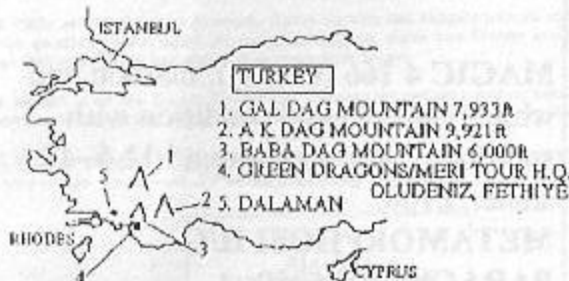 ISTANBUL
TURKEY
1. GAL DAG MOUNTAIN 7,933ft
2. A K DAG MOUNTAIN 9,921ft
3. BABA DAG MOUNTAIN 6,000ft
4. GREEN DRAGONS/MERI TOUR H.Q.
OLUDENIZ, FETHIYE
5. DALAMAN
1
5
2
RHODES
3
4
CYPRUS